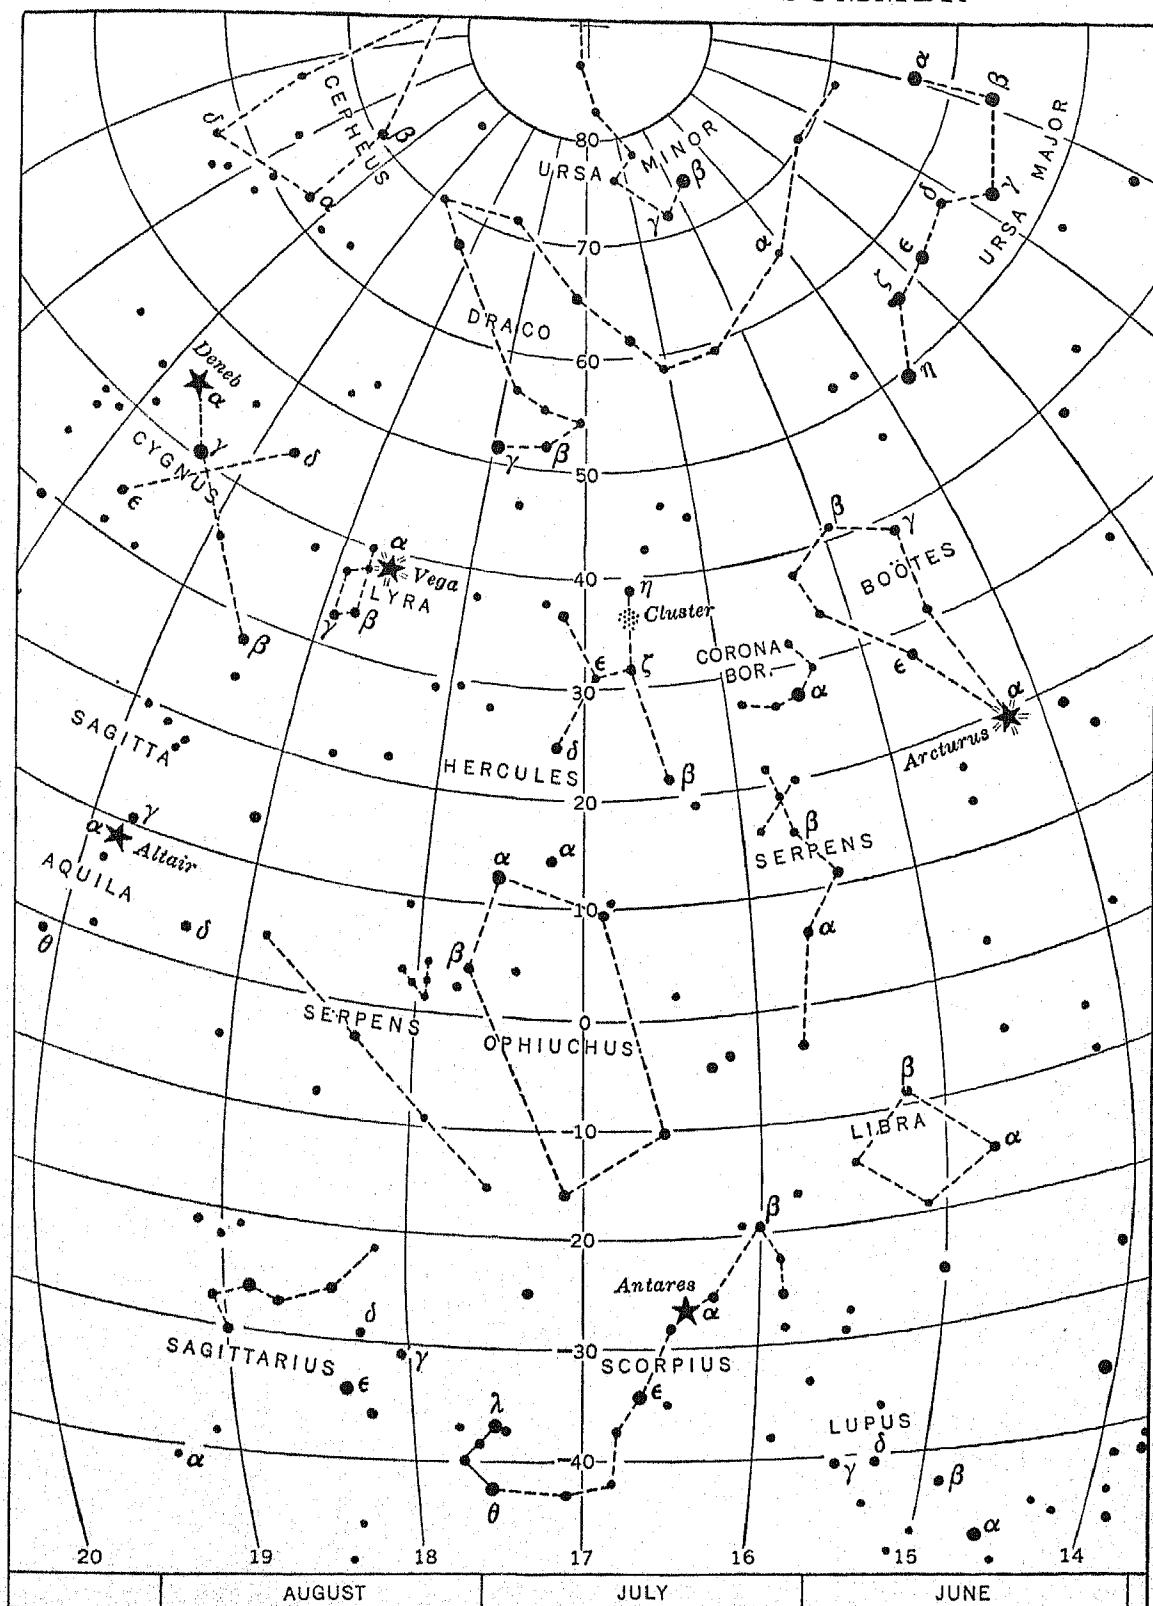 α
β
CEPHEUS
δ
β
α
80
URSA MINOR
β
γ
URSA MAJOR
γ
δ
ϵ
ζ
η
70
α
DRACO
60
γ
β
50
Deneb
α
γ
δ
ϵ
CYGNUS
β
α
Vega
LYRA
γ
β
40
η
Cluster
ϵ
ζ
30
δ
HERCULES
β
20
β
γ
BOÖTES
ϵ
α
Arcturus
CORONA
BOR.
α
SAGITTA
γ
α
Altair
AQUILA
θ
δ
α
α
10
β
SERPENS
α
β
SERPENS
OPHIUCHUS
0
–10
β
LIBRA
α
–20
β
Antares
α
SAGITTARIUS
δ
γ
ϵ
α
–30
SCORPIUS
ϵ
λ
θ
–40
LUPUS
δ
γ
β
α
20
19
18
17
16
15
14
AUGUST
JULY
JUNE